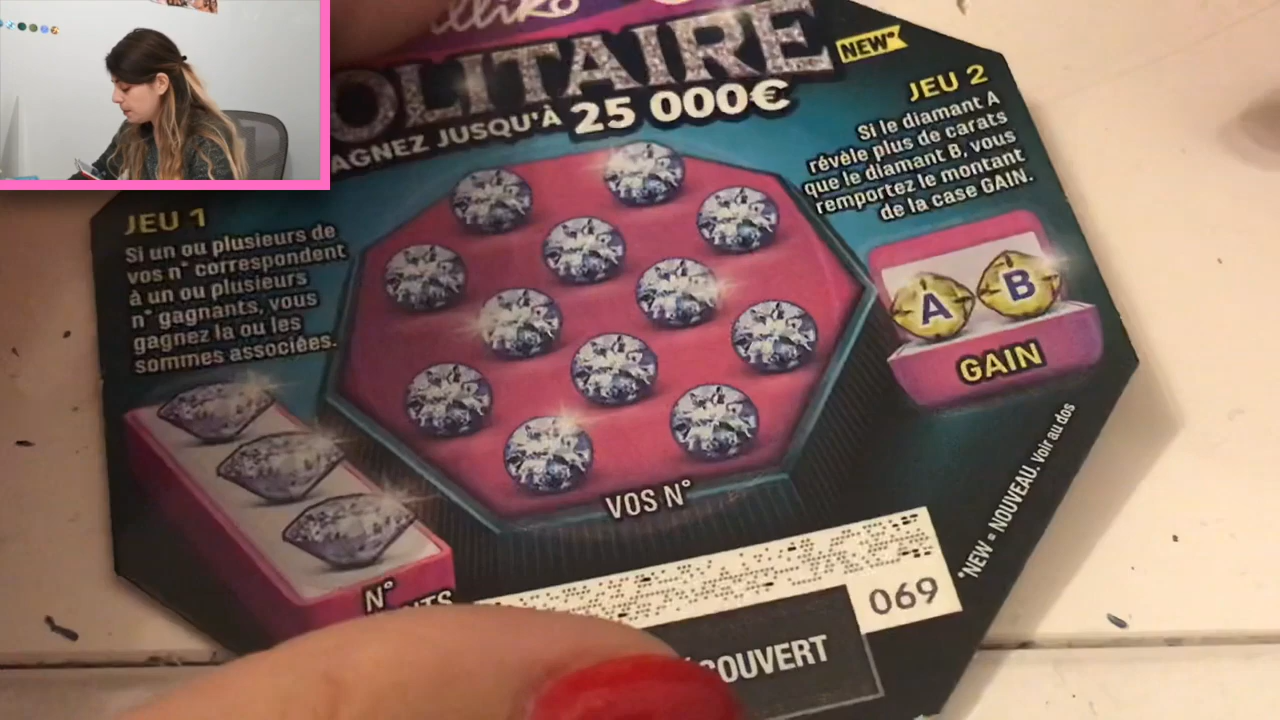 OLITAIRE
NEW*
AGNEZ JUSQU'À 25 000€
JEU 1
Si un ou plusieurs de
vos n° correspondent
à un ou plusieurs
n° gagnants, vous
gagnez la ou les
sommes associées.
JEU 2
Si le diamant A
révèle plus de carats
que le diamant B, vous
remportez le montant
de la case GAIN.
A B
GAIN
VOS N°
N°
NTS
069
COUVERT
*NEW = NOUVEAU. Voir au dos